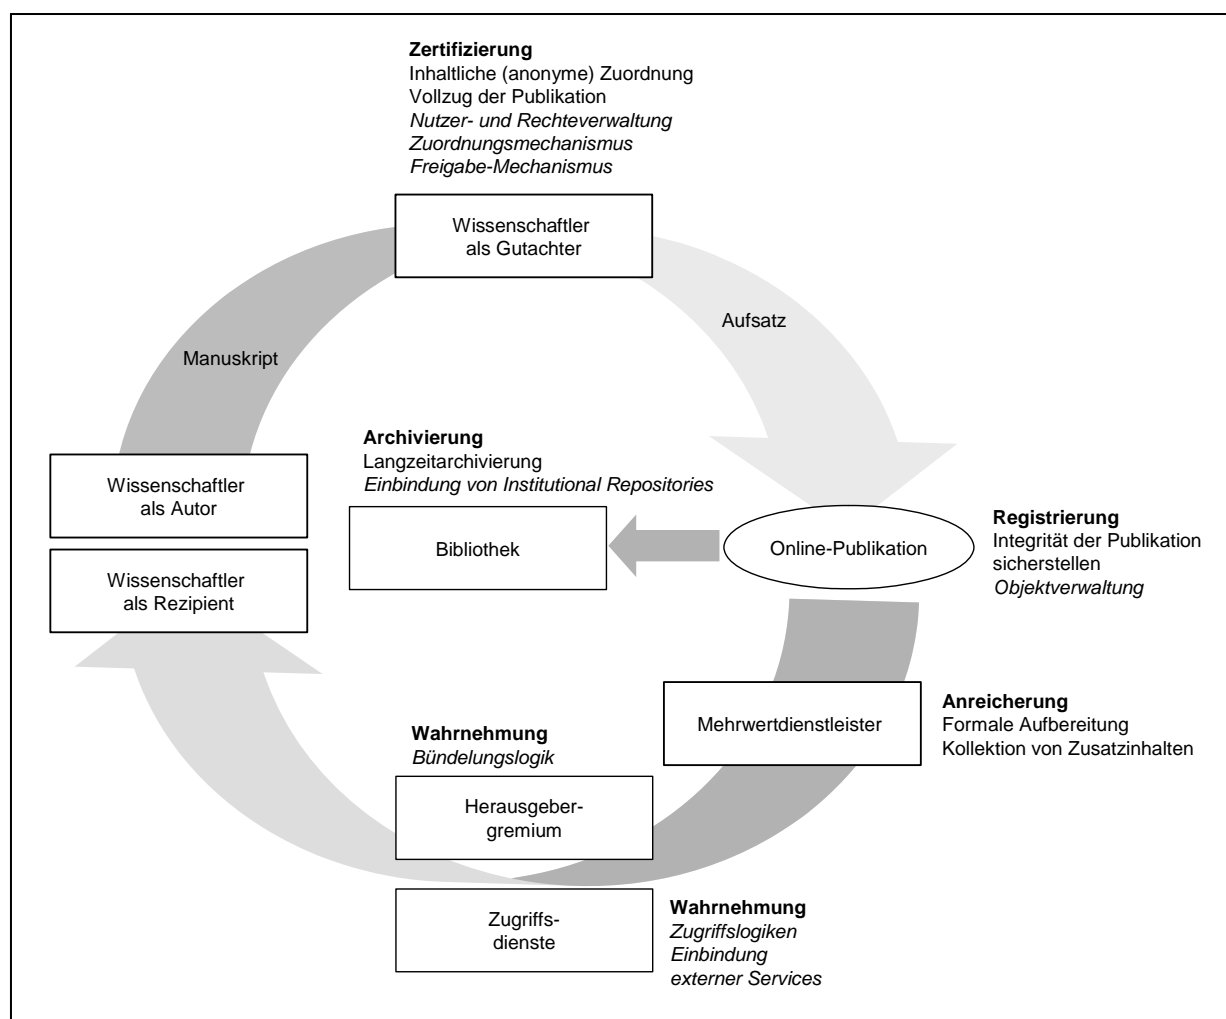 Zertifizierung
Inhaltliche (anonyme) Zuordnung
Vollzug der Publikation
Nutzer- und Rechteverwaltung
Zuordnungsmechanismus
Freigabe-Mechanismus
Wissenschaftler
als Gutachter
Aufsatz
Manuskript
Archivierung
Langzeitarchivierung
Einbindung von Institutional Repositories
Wissenschaftler
als Autor
Bibliothek
Online-Publikation
Registrierung
Integrität der Publikation
sicherstellen
Objektverwaltung
Wissenschaftler
als Rezipient
Mehrwertdienstleister
Anreicherung
Formale Aufbereitung
Kollektion von Zusatzinhalten
Wahrnehmung
Bündelungslogik
Herausgeber-
gremium
Zugriffs-
dienste
Wahrnehmung
Zugriffslogiken
Einbindung
externer Services